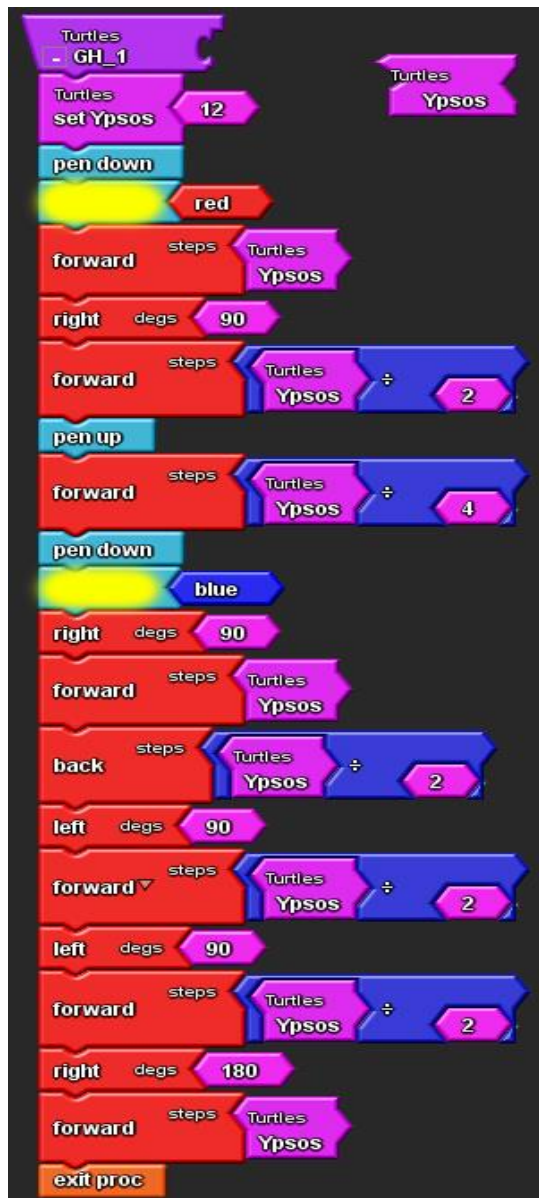 Turtles
- GH_1
Turtles
Ypsos
Turtles
set Ypsos 12
pen down
red
forward steps Turtles
Ypsos
right degs 90
forward steps Turtles
Ypsos ÷ 2
pen up
forward steps Turtles
Ypsos ÷ 4
pen down
blue
right degs 90
forward steps Turtles
Ypsos
back steps Turtles
Ypsos ÷ 2
left degs 90
forward steps Turtles
Ypsos ÷ 2
left degs 90
forward steps Turtles
Ypsos ÷ 2
right degs 180
forward steps Turtles
Ypsos
exit proc